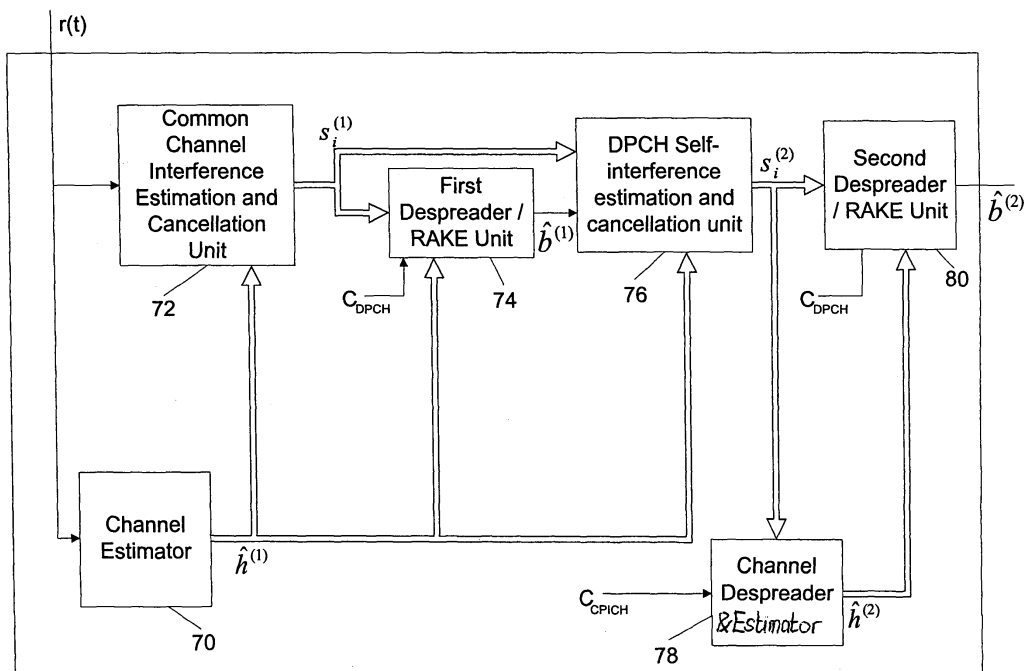 r(t)
Common
Channel
Interference
Estimation and
Cancellation
Unit
72
s_i^(1)
First
Despreader /
RAKE Unit
74
b̂^(1)
C_DPCH
DPCH Self-
interference
estimation and
cancellation unit
76
s_i^(2)
Second
Despreader
/ RAKE Unit
80
b̂^(2)
C_DPCH
Channel
Estimator
70
ĥ^(1)
C_CPICH
Channel
Despreader
&Estimator
78
ĥ^(2)